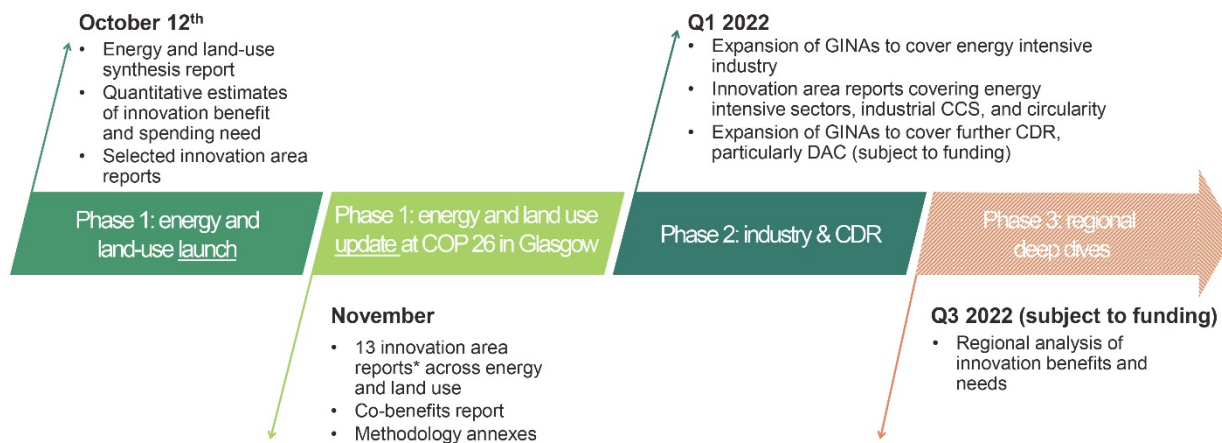 October 12th
• Energy and land-use
synthesis report
• Quantitative estimates
of innovation benefit
and spending need
• Selected innovation area
reports
Q1 2022
• Expansion of GINAs to cover energy intensive
industry
• Innovation area reports covering energy
intensive sectors, industrial CCS, and circularity
• Expansion of GINAs to cover further CDR,
particularly DAC (subject to funding)
Phase 1: energy and
land-use launch
Phase 1: energy and land use
update at COP 26 in Glasgow
Phase 2: industry & CDR
Phase 3: regional
deep dives
November
• 13 innovation area
reports* across energy
and land use
• Co-benefits report
• Methodology annexes
Q3 2022 (subject to funding)
• Regional analysis of
innovation benefits and
needs